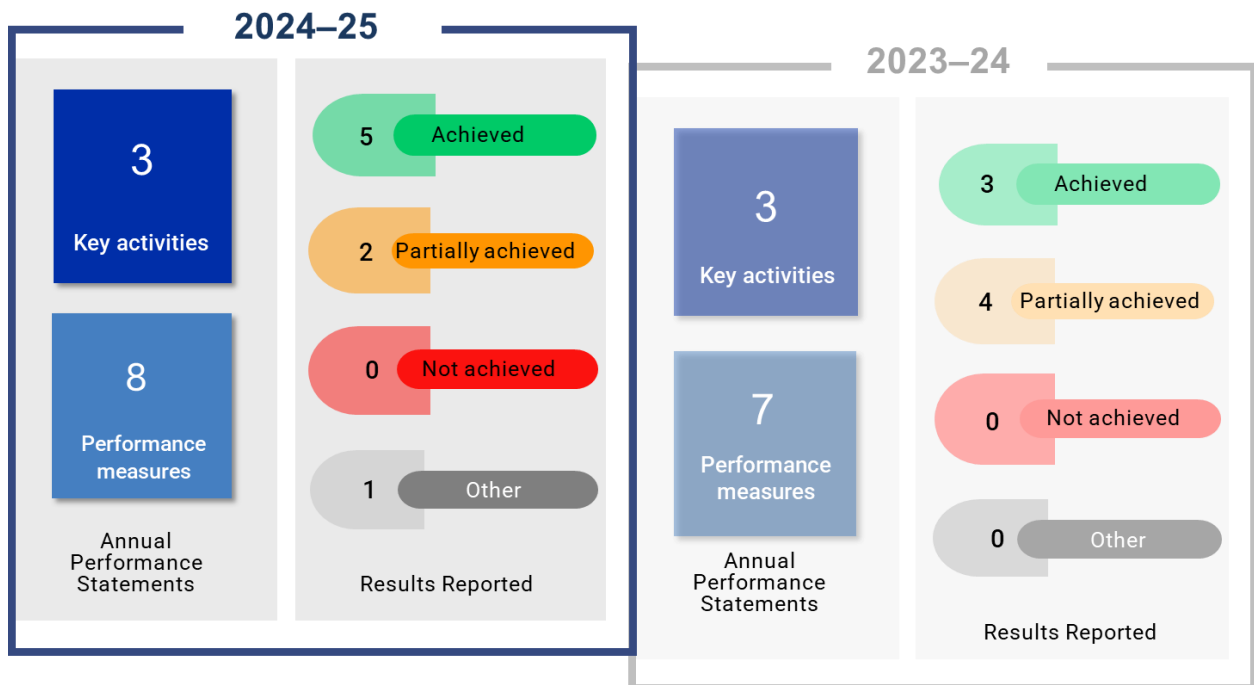 2024–25
3
Key activities
8
Performance
measures
Annual
Performance
Statements
5 Achieved
2 Partially achieved
0 Not achieved
1 Other
Results Reported
2023–24
3
Key activities
7
Performance
measures
Annual
Performance
Statements
3 Achieved
4 Partially achieved
0 Not achieved
0 Other
Results Reported